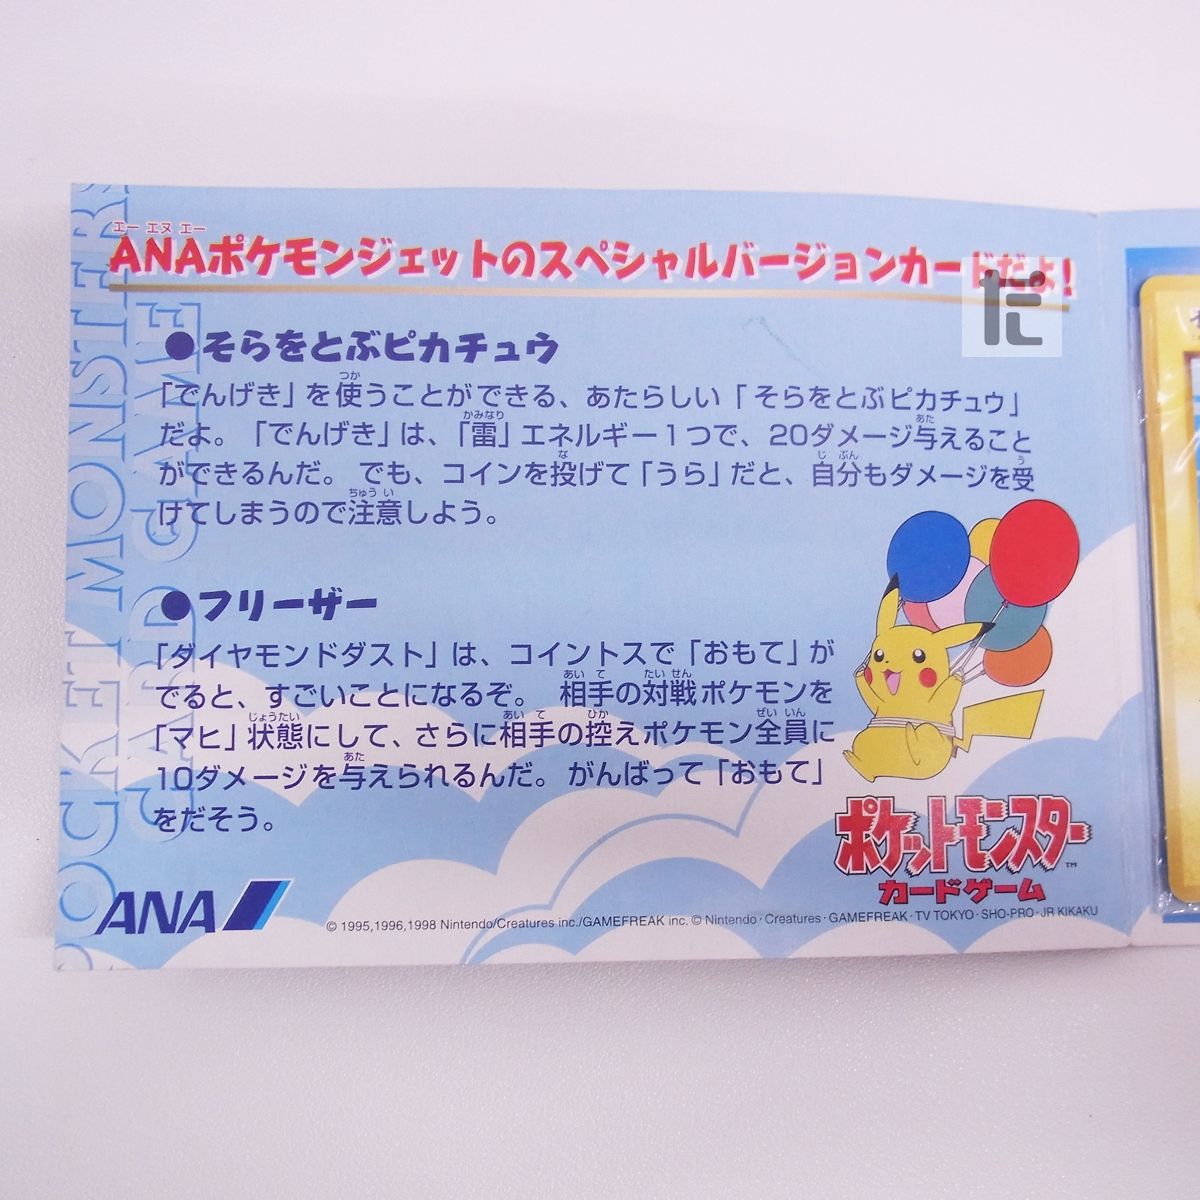 エー エヌ エー
ANAポケモンジェットのスペシャルバージョンカードだよ!
●そらをとぶピカチュウ
「でんげき」を使うことができる、あたらしい「そらをとぶピカチュウ」
だよ。「でんげき」は、「雷」エネルギー1つで、20ダメージ与えること
ができるんだ。でも、コインを投げて「うら」だと、自分もダメージを受
けてしまうので注意しよう。
●フリーザー
「ダイヤモンドダスト」は、コイントスで「おもて」が
でると、すごいことになるぞ。 相手の対戦ポケモンを
「マヒ」状態にして、さらに相手の控えポケモン全員に
10ダメージを与えられるんだ。がんばって「おもて」
をだそう。
ポケットモンスター
TM
カードゲーム
ANA
© 1995,1996,1998 Nintendo/Creatures inc./GAMEFREAK inc. © Nintendo・Creatures・GAMEFREAK・TV TOKYO・SHO-PRO・JR KIKAKU
POCKET MONSTERS
CARD GAME